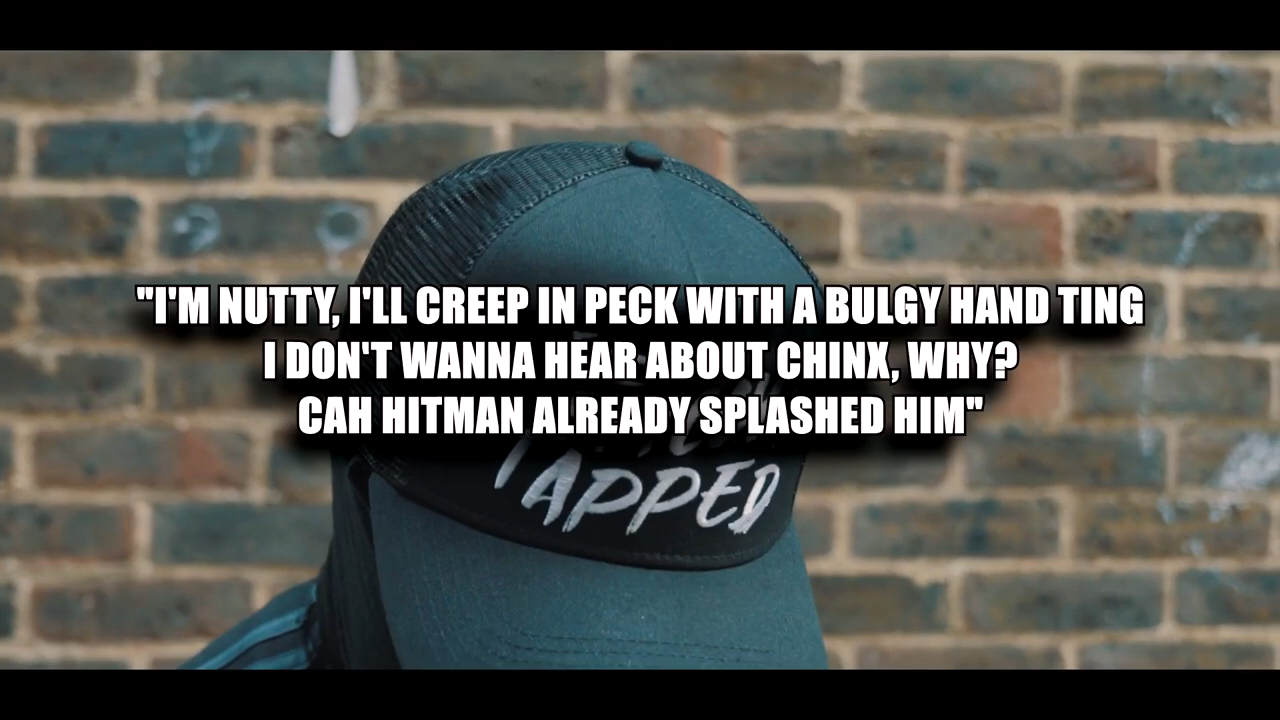 "I'M NUTTY, I'LL CREEP IN PECK WITH A BULGY HAND TING
I DON'T WANNA HEAR ABOUT CHINX, WHY?
CAH HITMAN ALREADY SPLASHED HIM"
TAPPED